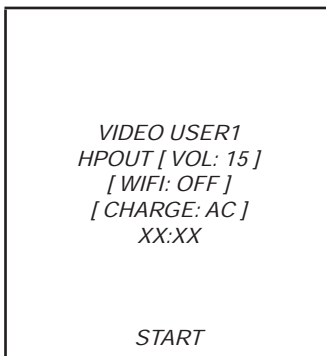 VIDEO USER1
HPOUT [ VOL: 15 ]
[ WIFI: OFF ]
[ CHARGE: AC ]
XX:XX
START